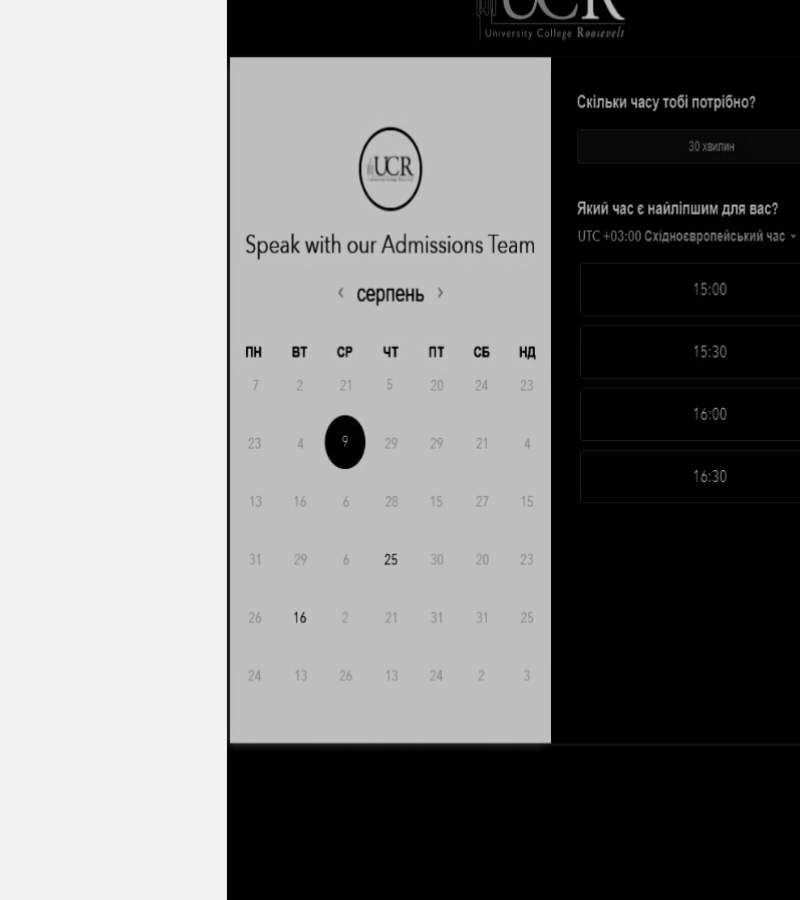 UCR
University College Roosevelt
UCR
Speak with our Admissions Team
‹ серпень ›
ПН ВТ СР ЧТ ПТ СБ НД
7 2 21 5 20 24 23
23 4 9 29 29 21 4
13 16 6 28 15 27 15
31 29 6 25 30 20 23
26 16 2 21 31 31 25
24 13 26 13 24 2 3
Скільки часу тобі потрібно?
30 хвилин
Який час є найліпшим для вас?
UTC +03:00 Східноєвропейський час
15:00
15:30
16:00
16:30